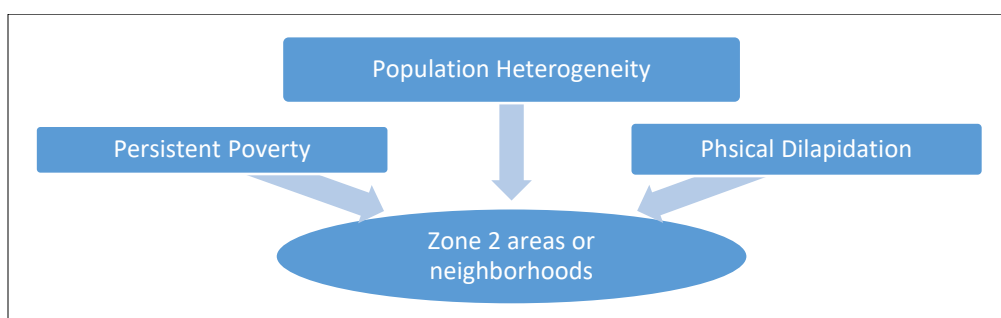 Population Heterogeneity
Persistent Poverty
Phsical Dilapidation
Zone 2 areas or
neighborhoods